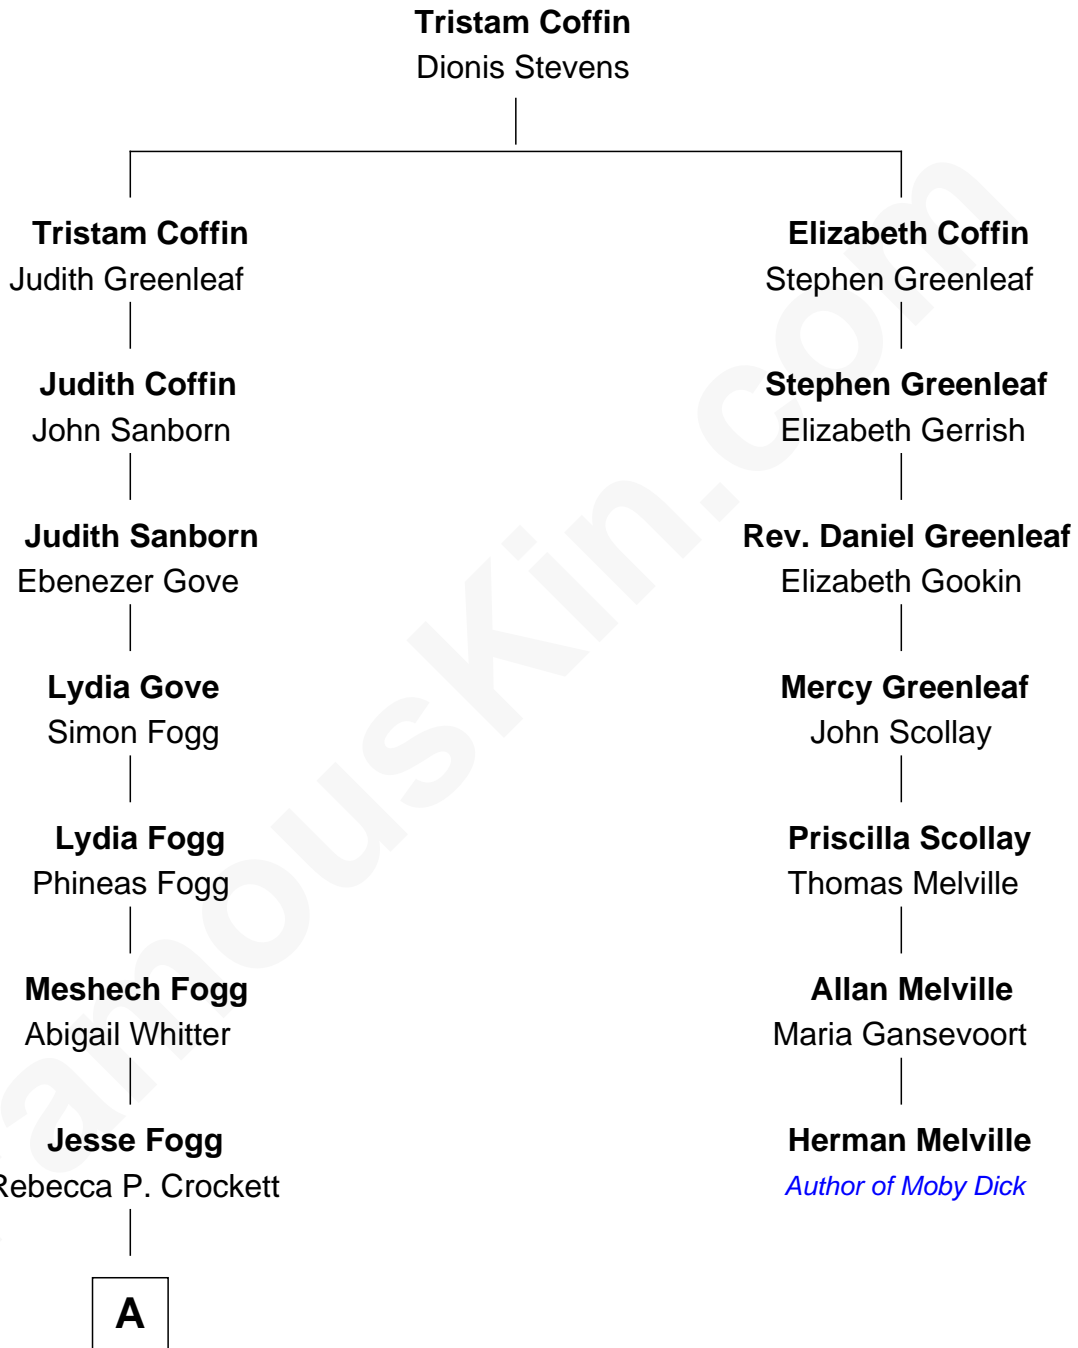 Tristam Coffin
Dionis Stevens
Tristam Coffin
Judith Greenleaf
Elizabeth Coffin
Stephen Greenleaf
Judith Coffin
John Sanborn
Stephen Greenleaf
Elizabeth Gerrish
Judith Sanborn
Ebenezer Gove
Rev. Daniel Greenleaf
Elizabeth Gookin
Lydia Gove
Simon Fogg
Mercy Greenleaf
John Scollay
Lydia Fogg
Phineas Fogg
Priscilla Scollay
Thomas Melville
Meshech Fogg
Abigail Whitter
Allan Melville
Maria Gansevoort
Jesse Fogg
Rebecca P. Crockett
Herman Melville
Author of Moby Dick
A
amousKin.com